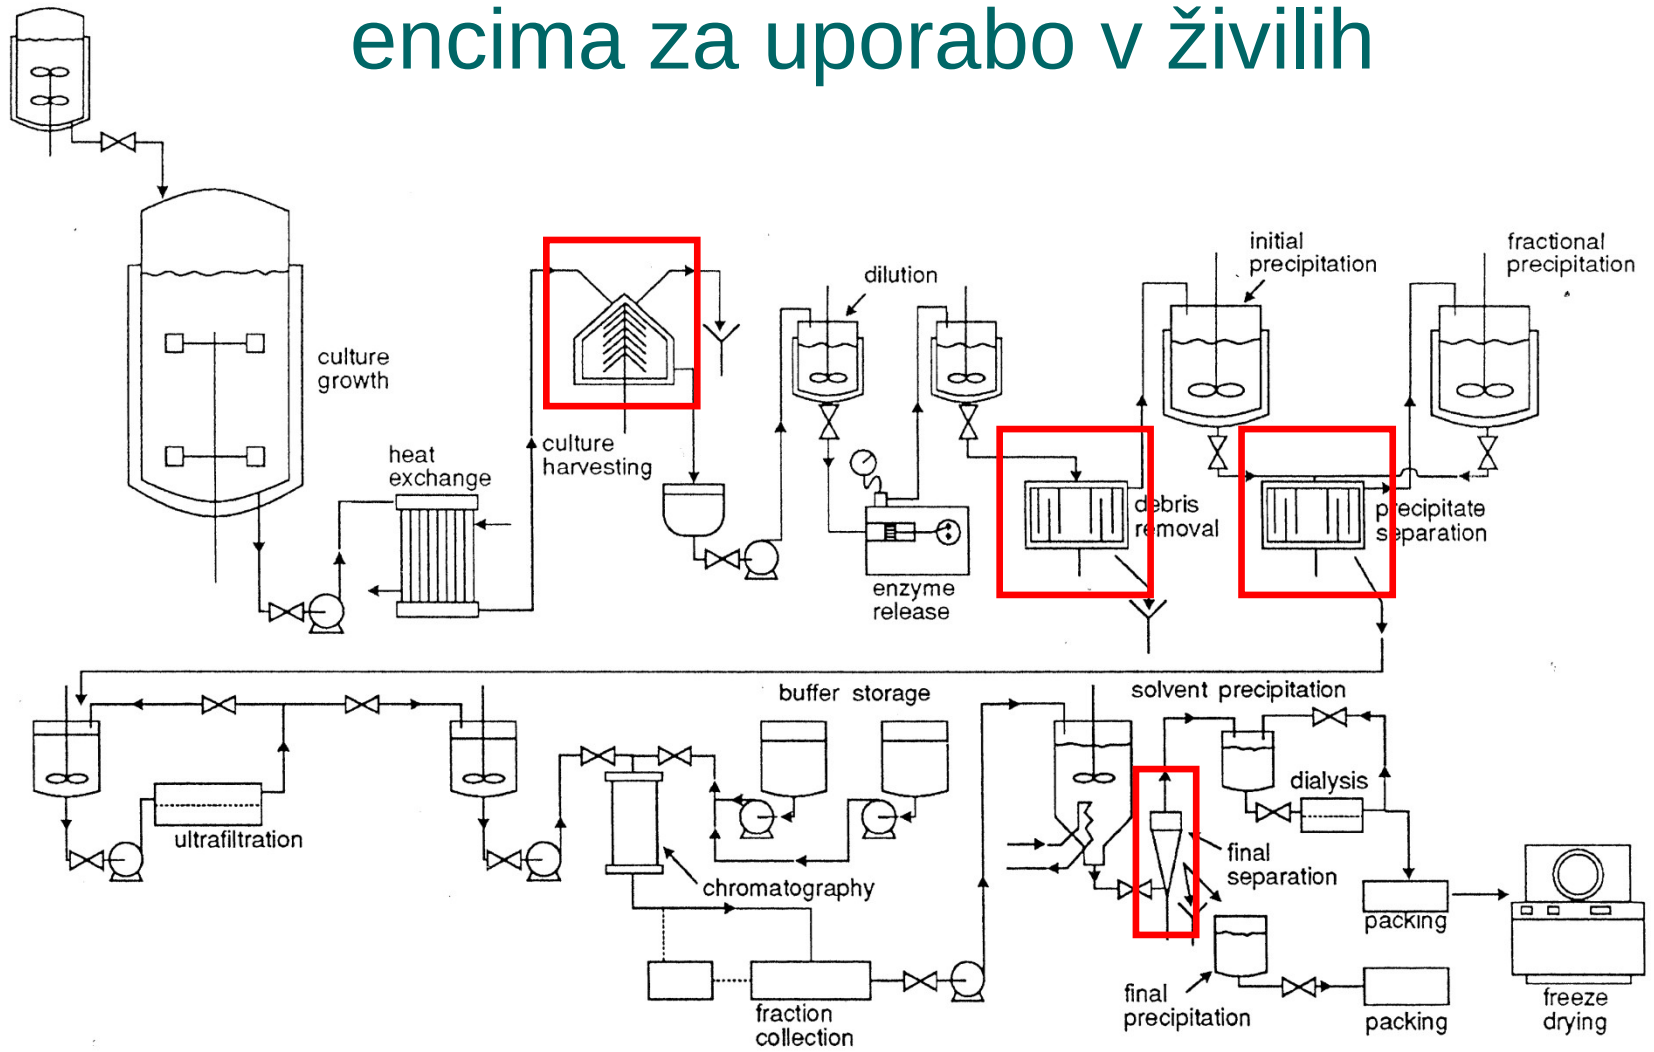 encima za uporabo v živilih
initial
precipitation
fractional
precipitation
dilution
culture
growth
heat
exchange
culture
harvesting
enzyme
release
debris
removal
precipitate
separation
buffer storage
solvent precipitation
ultrafiltration
dialysis
chromatography
final
separation
packing
fraction
collection
final
precipitation
packing
freeze
drying